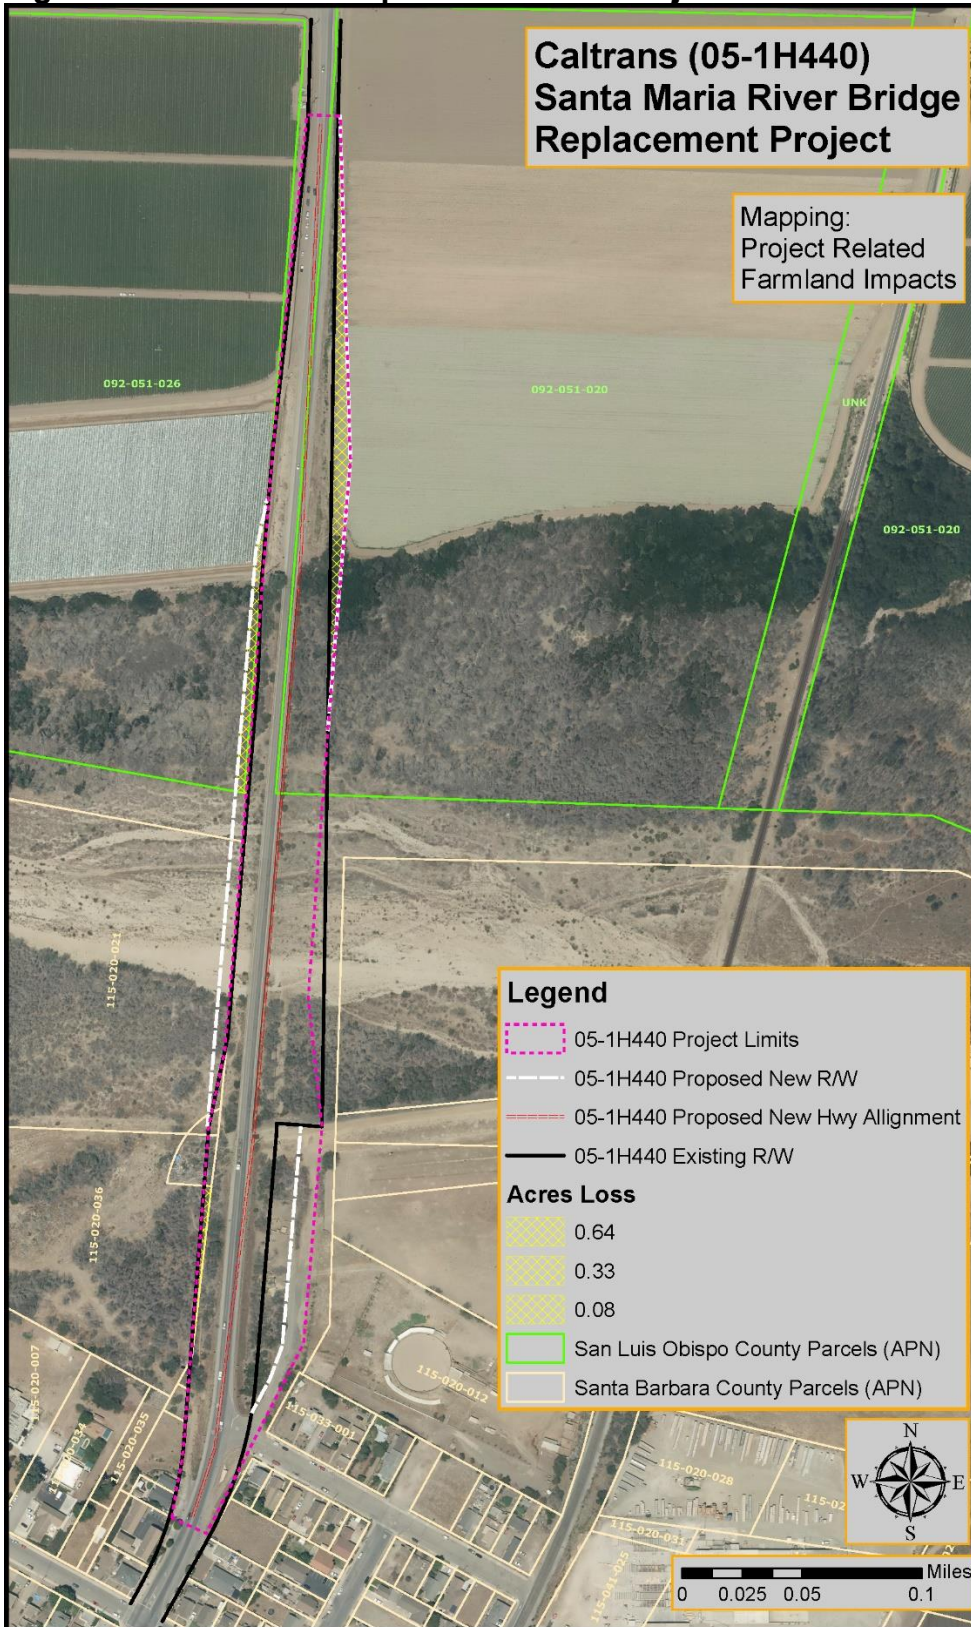 Caltrans (05-1H440)
Santa Maria River Bridge
Replacement Project
Mapping:
Project Related
Farmland Impacts
092-051-026
092-051-020
UNK
092-051-020
115-020-021
115-020-036
115-020-007
115-020-035
115-020-012
115-033-001
115-020-028
115-020-031
115-041-025
Legend
05-1H440 Project Limits
05-1H440 Proposed New R/W
05-1H440 Proposed New Hwy Allignment
05-1H440 Existing R/W
Acres Loss
0.64
0.33
0.08
San Luis Obispo County Parcels (APN)
Santa Barbara County Parcels (APN)
N
W E
S
Miles
0 0.025 0.05 0.1